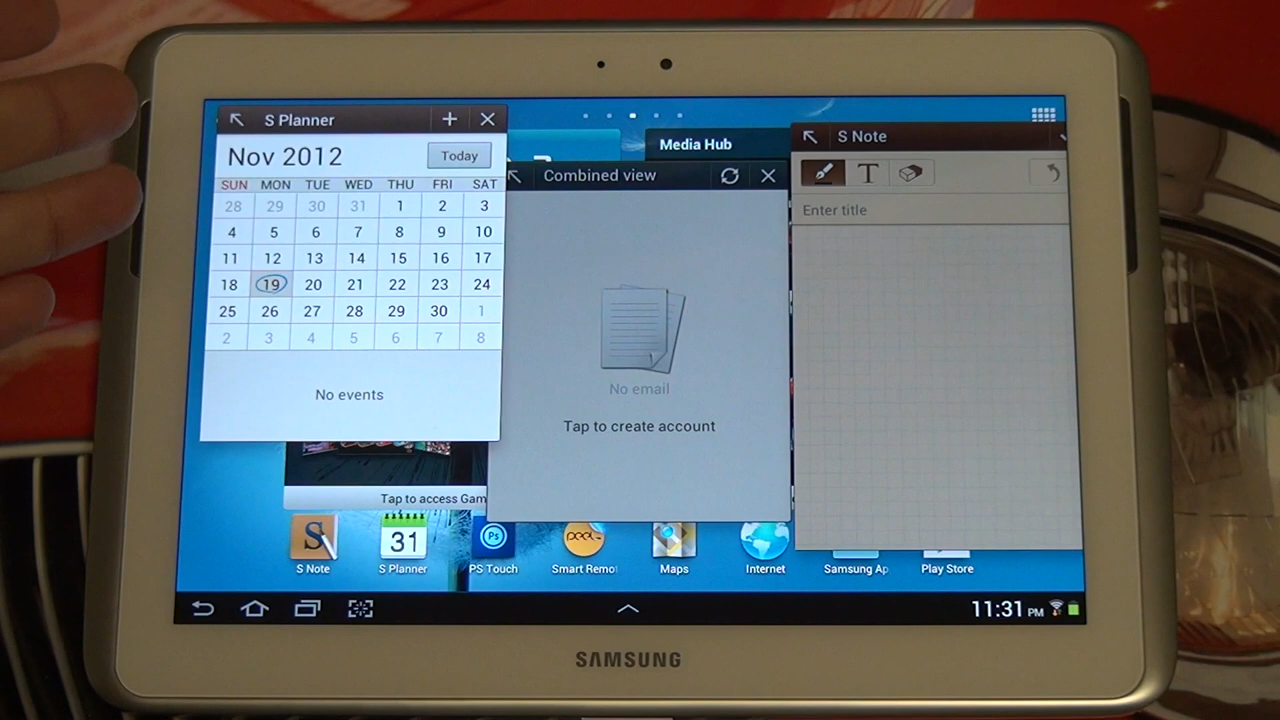 S Planner
Nov 2012
Today
SUN MON TUE WED THU FRI SAT
28 29 30 31 1 2 3
4 5 6 7 8 9 10
11 12 13 14 15 16 17
18 19 20 21 22 23 24
25 26 27 28 29 30 1
2 3 4 5 6 7 8
No events
Media Hub
Combined view
No email
Tap to create account
S Note
T
Enter title
Tap to access Gam
S
31
Ps
peel
S Note
S Planner
PS Touch
Smart Remo
Maps
Internet
Samsung Ap
Play Store
11:31 PM
SAMSUNG